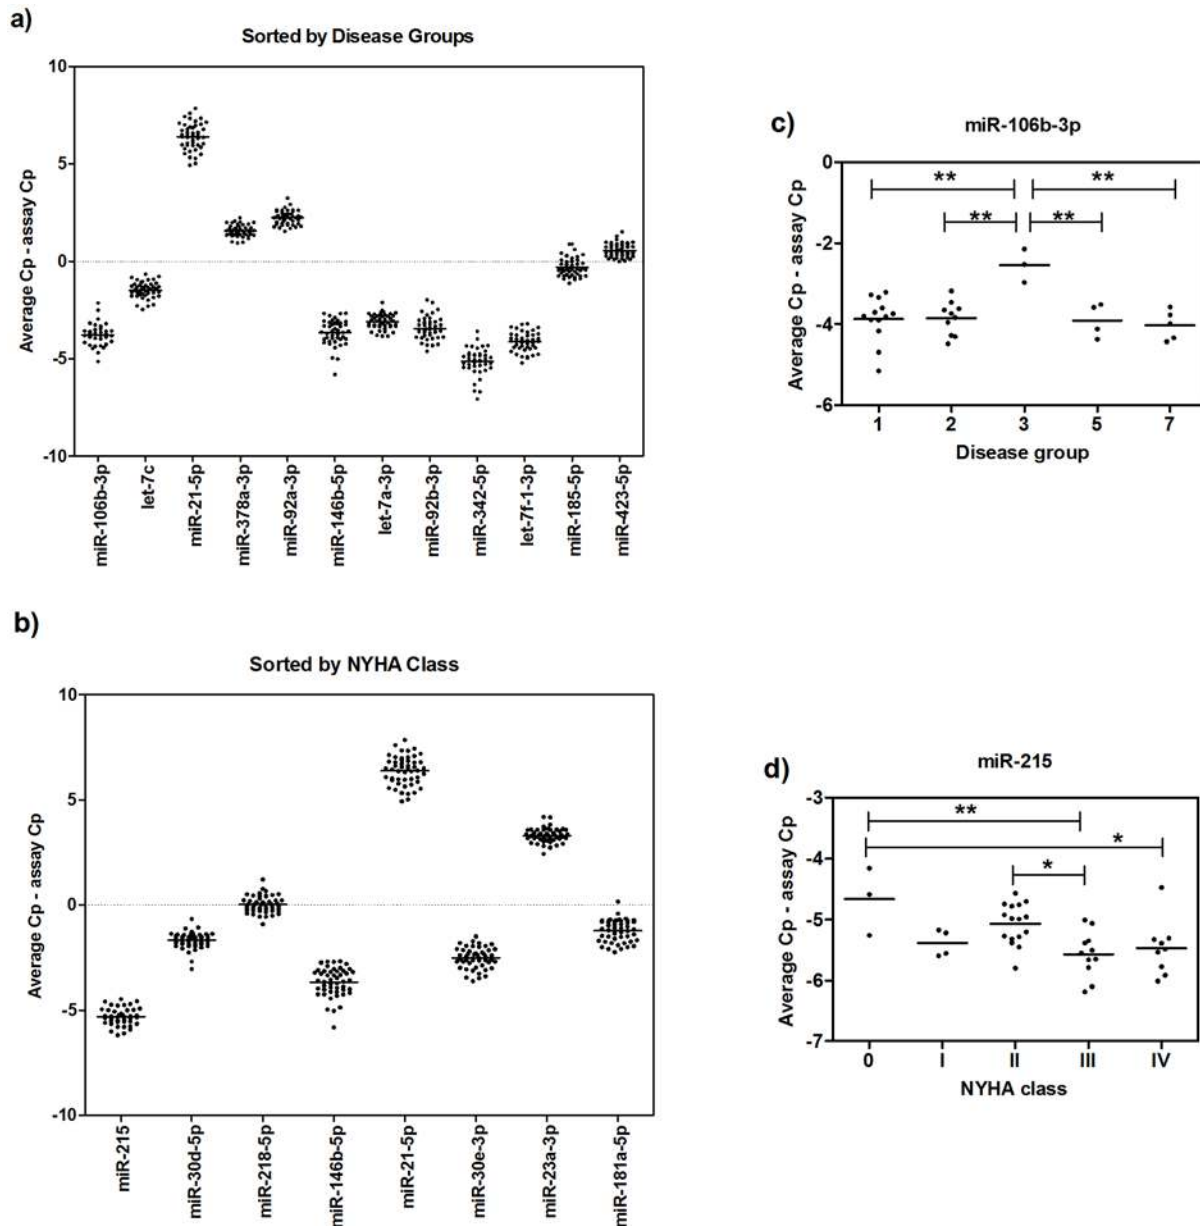 a)
Sorted by Disease Groups
Average Cp - assay Cp
10
5
0
-5
-10
miR-106b-3p
let-7c
miR-21-5p
miR-378a-3p
miR-92a-3p
miR-146b-5p
let-7a-3p
miR-92b-3p
miR-342-5p
let-7f-1-3p
miR-185-5p
miR-423-5p
b)
Sorted by NYHA Class
Average Cp - assay Cp
10
5
0
-5
-10
miR-215
miR-30d-5p
miR-218-5p
miR-146b-5p
miR-21-5p
miR-30e-3p
miR-23a-3p
miR-181a-5p
c)
miR-106b-3p
Average Cp - assay Cp
0
-2
-4
-6
** **
** **
1 2 3 5 7
Disease group
d)
miR-215
Average Cp - assay Cp
-3
-4
-5
-6
-7
**
*
*
0 I II III IV
NYHA class